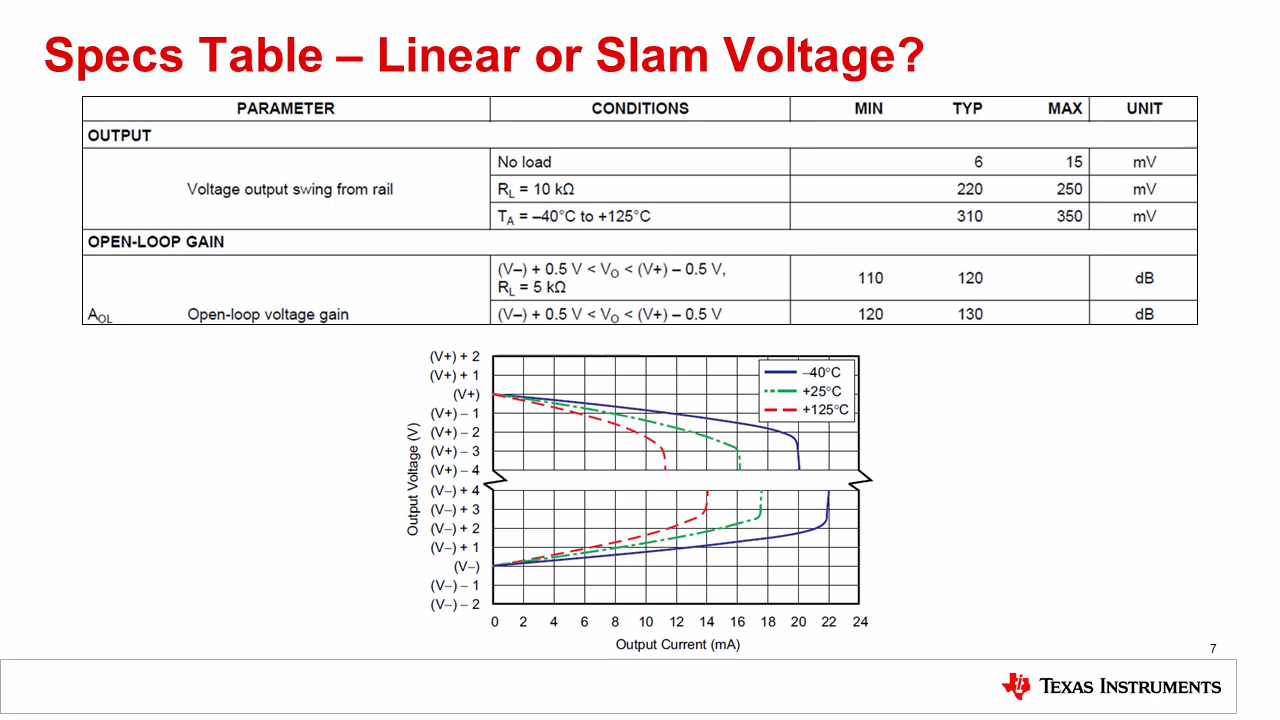 Specs Table – Linear or Slam Voltage?
PARAMETER CONDITIONS MIN TYP MAX UNIT
OUTPUT
Voltage output swing from rail
No load 6 15 mV
RL = 10 kΩ 220 250 mV
TA = –40°C to +125°C 310 350 mV
OPEN-LOOP GAIN
AOL Open-loop voltage gain
(V–) + 0.5 V < VO < (V+) – 0.5 V,
RL = 5 kΩ 110 120 dB
(V–) + 0.5 V < VO < (V+) – 0.5 V 120 130 dB
Output Voltage (V)
(V+) + 2
(V+) + 1
(V+)
(V+) – 1
(V+) – 2
(V+) – 3
(V+) – 4
(V–) + 4
(V–) + 3
(V–) + 2
(V–) + 1
(V–)
(V–) – 1
(V–) – 2
–40°C
+25°C
+125°C
0 2 4 6 8 10 12 14 16 18 20 22 24
Output Current (mA)
7
TEXAS INSTRUMENTS